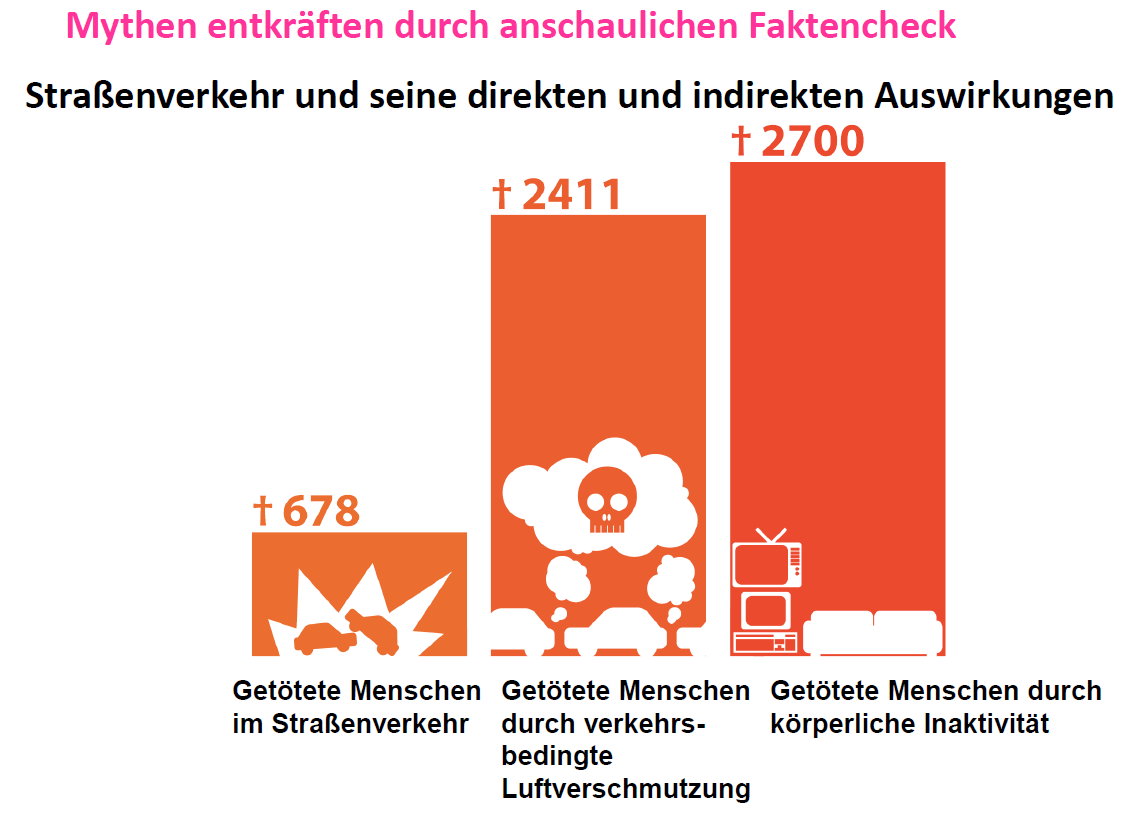 Mythen entkräften durch anschaulichen Faktencheck
Straßenverkehr und seine direkten und indirekten Auswirkungen
† 678
† 2411
† 2700
Getötete Menschen
im Straßenverkehr
Getötete Menschen
durch verkehrs-
bedingte
Luftverschmutzung
Getötete Menschen durch
körperliche Inaktivität